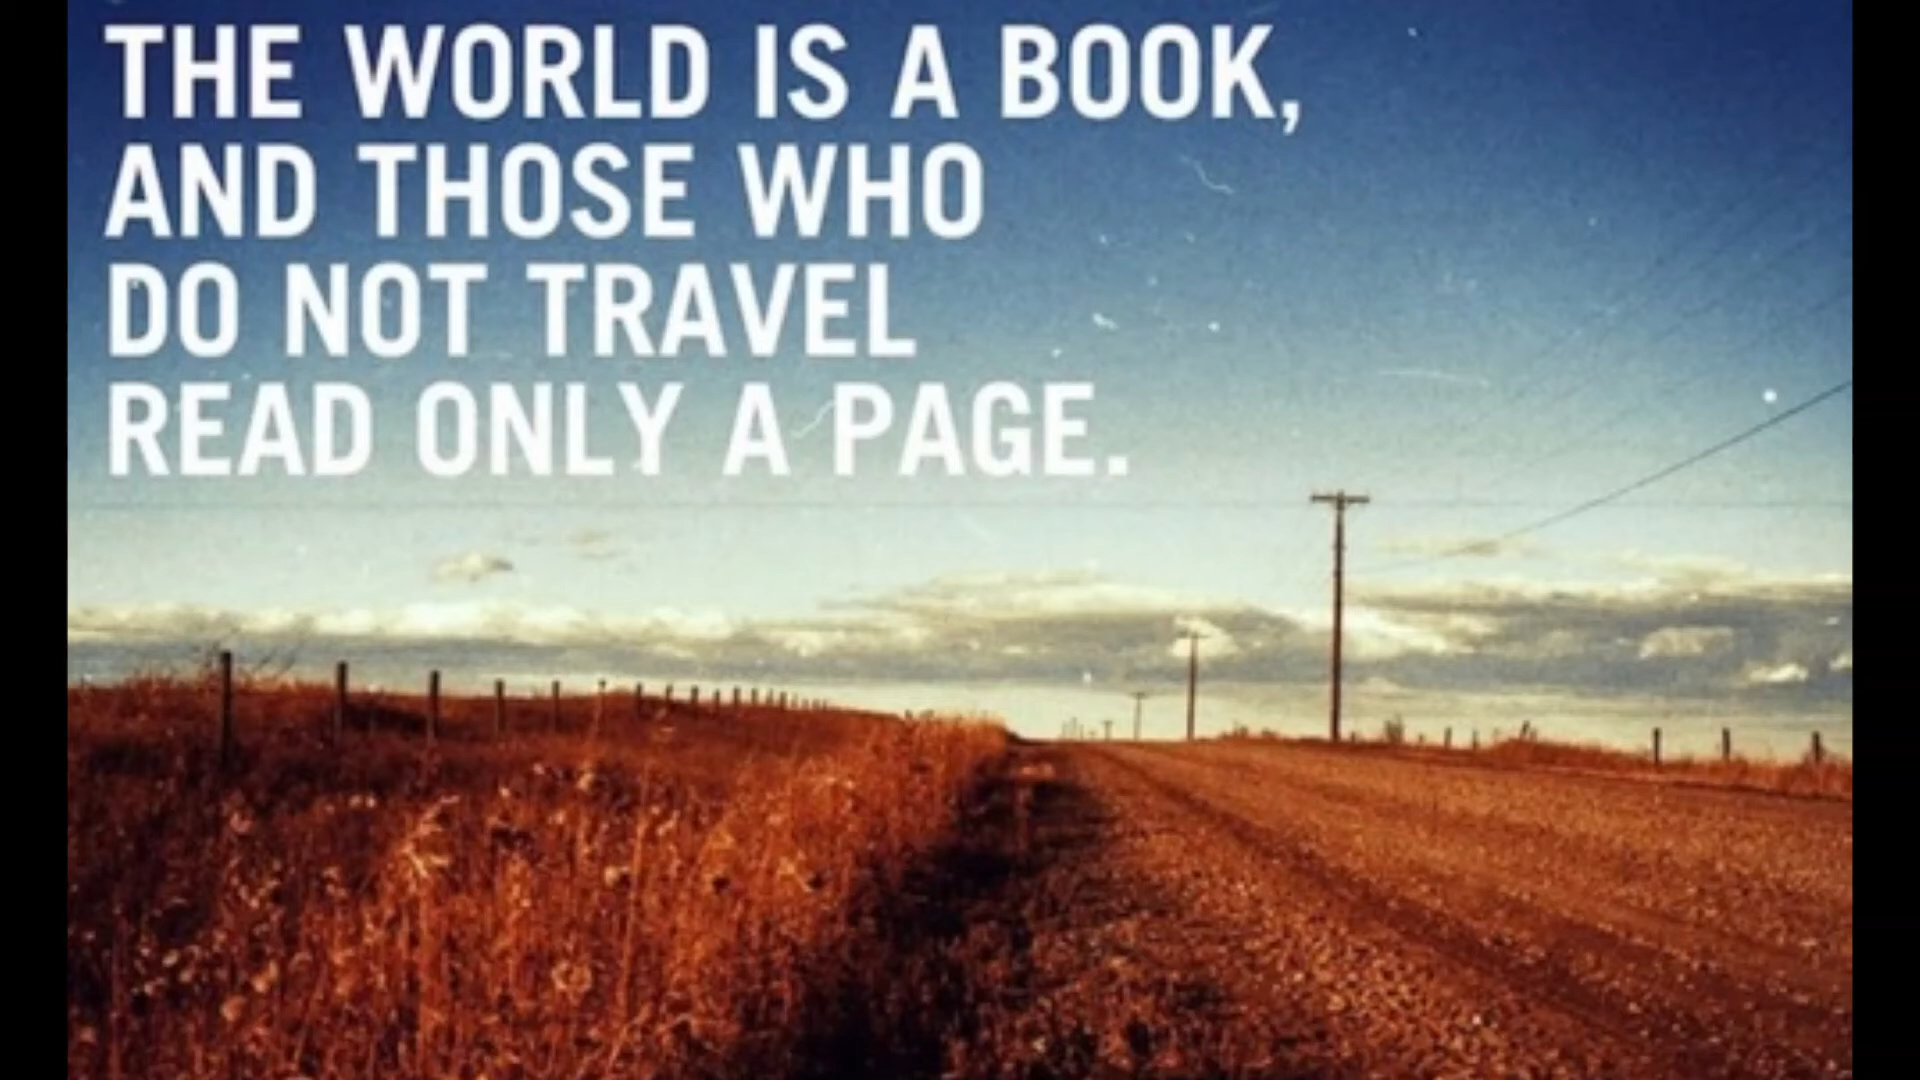 THE WORLD IS A BOOK,
AND THOSE WHO
DO NOT TRAVEL
READ ONLY A PAGE.